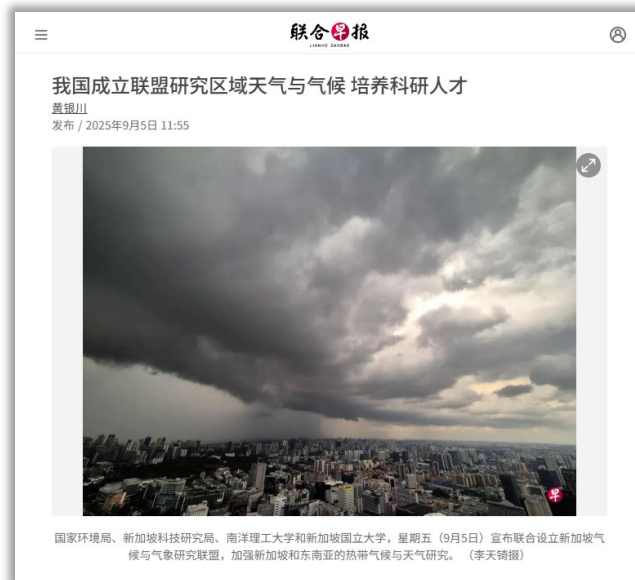 联合早报
LIANHE ZAOBAO
我国成立联盟研究区域天气与气候 培养科研人才
黄银川
发布 / 2025年9月5日 11:55
早
国家环境局、新加坡科技研究局、南洋理工大学和新加坡国立大学，星期五（9月5日）宣布联合设立新加坡气
候与气象研究联盟，加强新加坡和东南亚的热带气候与天气研究。 （李天锜摄）